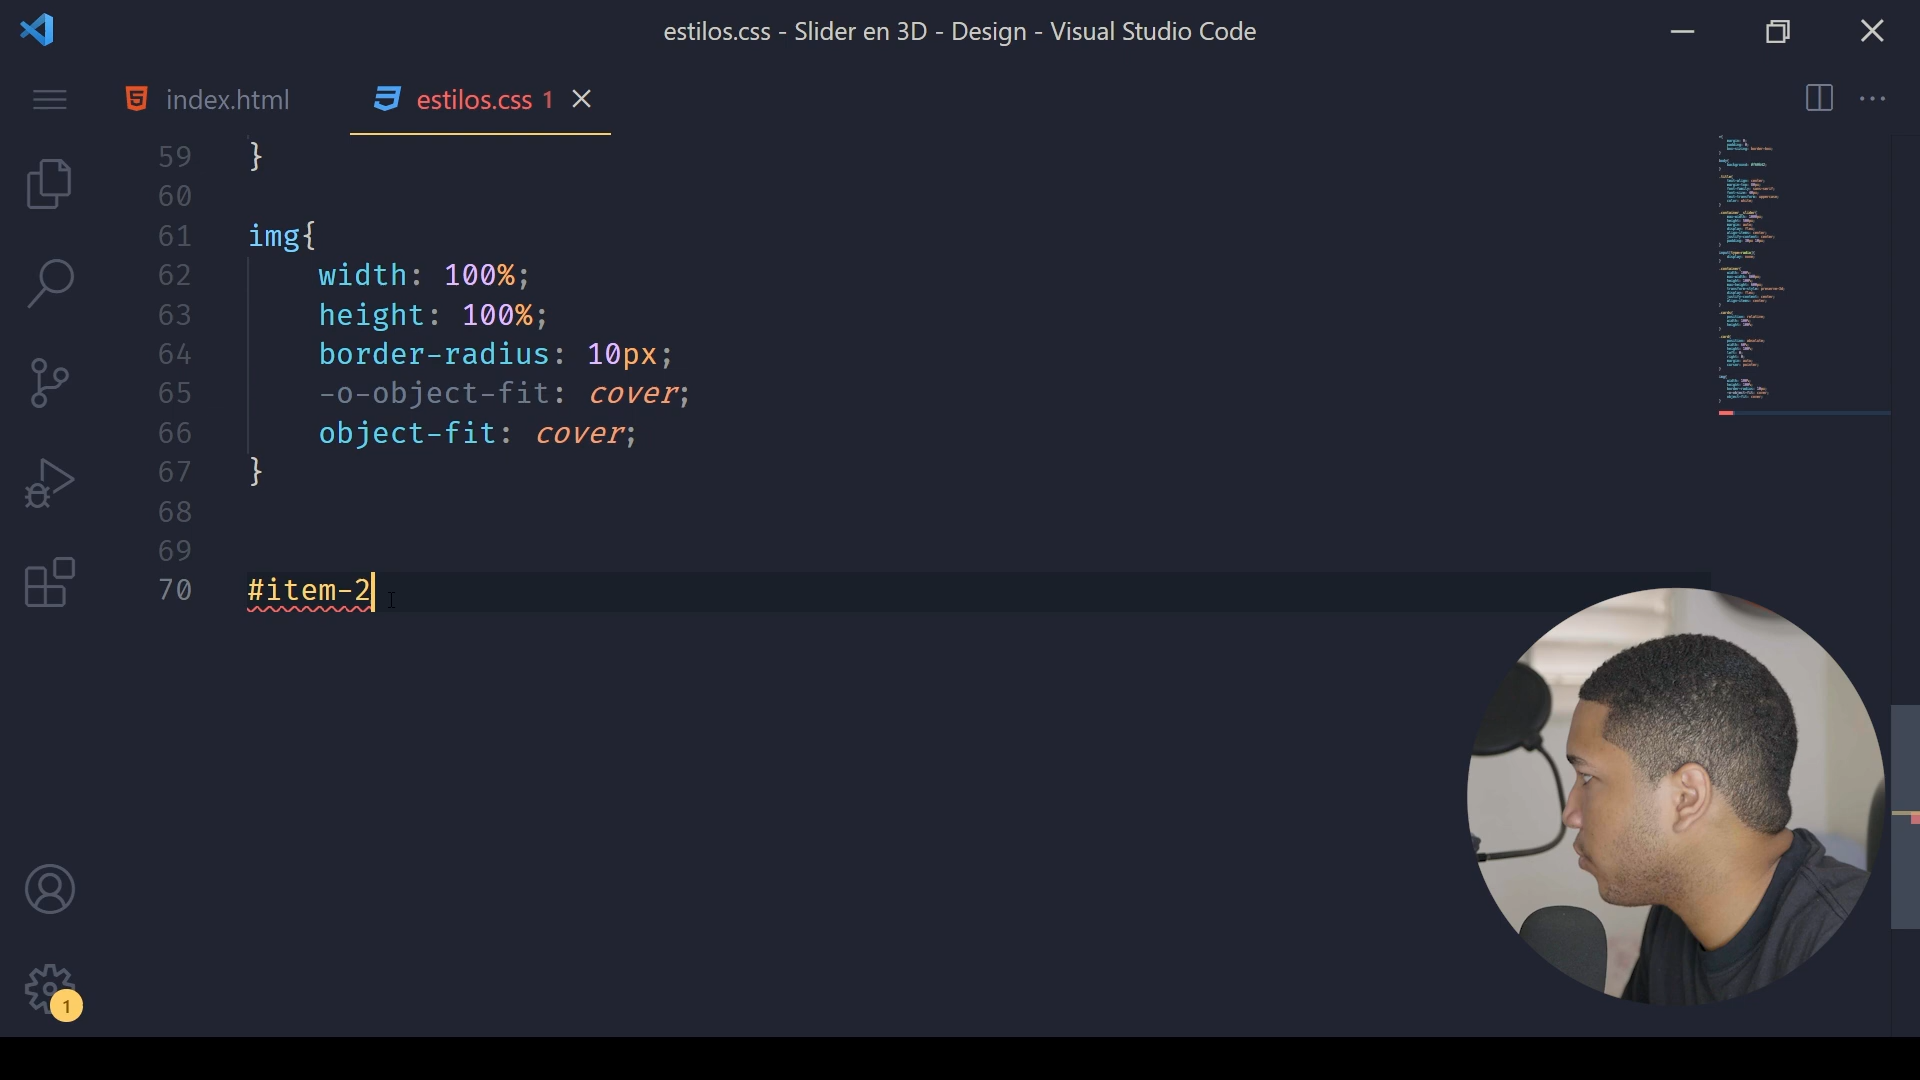 estilos.css - Slider en 3D - Design - Visual Studio Code
index.html
estilos.css 1
59 }
60
61 img{
62 width: 100%;
63 height: 100%;
64 border-radius: 10px;
65 -o-object-fit: cover;
66 object-fit: cover;
67 }
68
69
70 #item-2
1